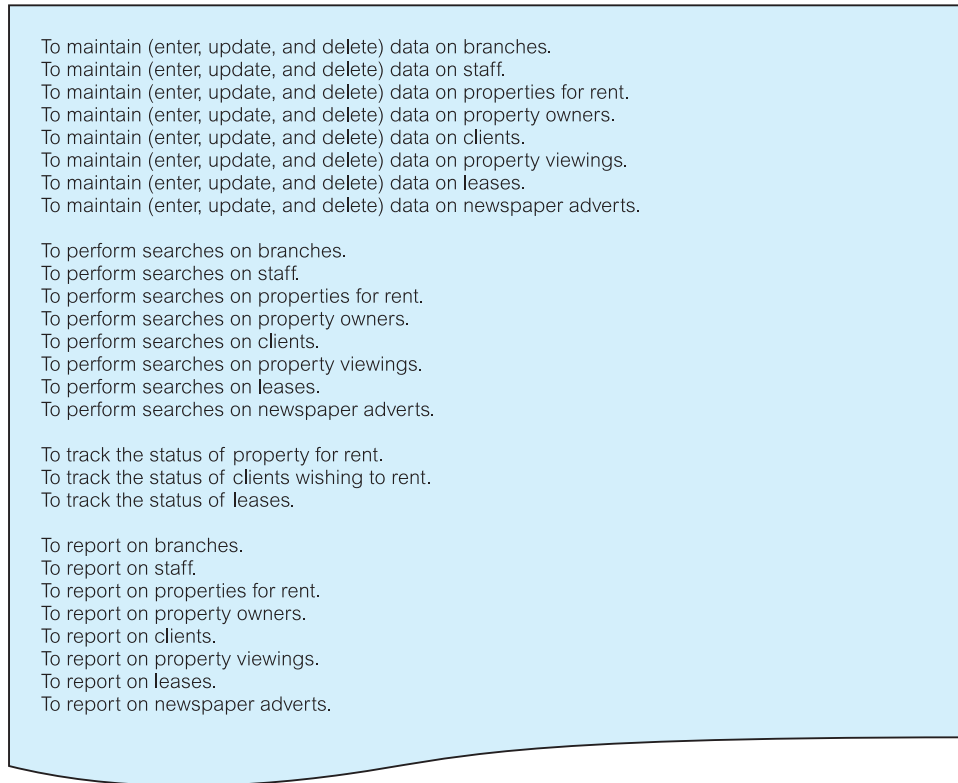 To maintain (enter, update, and delete) data on branches.
To maintain (enter, update, and delete) data on staff.
To maintain (enter, update, and delete) data on properties for rent.
To maintain (enter, update, and delete) data on property owners.
To maintain (enter, update, and delete) data on clients.
To maintain (enter, update, and delete) data on property viewings.
To maintain (enter, update, and delete) data on leases.
To maintain (enter, update, and delete) data on newspaper adverts.
To perform searches on branches.
To perform searches on staff.
To perform searches on properties for rent.
To perform searches on property owners.
To perform searches on clients.
To perform searches on property viewings.
To perform searches on leases.
To perform searches on newspaper adverts.
To track the status of property for rent.
To track the status of clients wishing to rent.
To track the status of leases.
To report on branches.
To report on staff.
To report on properties for rent.
To report on property owners.
To report on clients.
To report on property viewings.
To report on leases.
To report on newspaper adverts.